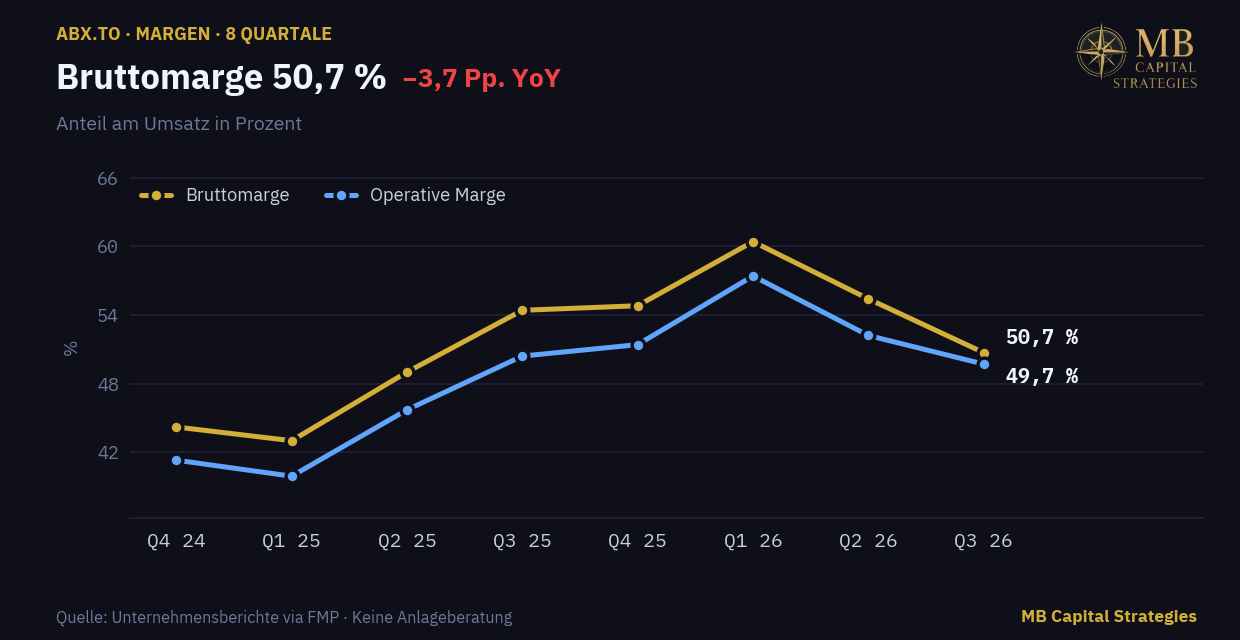 ABX.TO · MARGEN · 8 QUARTALE
Bruttomarge 50,7 % −3,7 Pp. YoY
Anteil am Umsatz in Prozent
MB
CAPITAL
STRATEGIES
66
Bruttomarge
Operative Marge
60
54
%
48
42
50,7 %
49,7 %
Q4 24 Q1 25 Q2 25 Q3 25 Q4 25 Q1 26 Q2 26 Q3 26
Quelle: Unternehmensberichte via FMP · Keine Anlageberatung
MB Capital Strategies